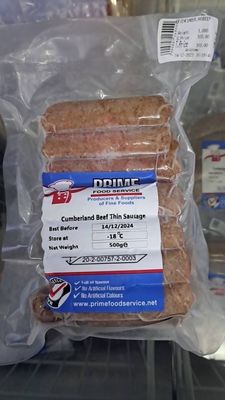 PRIME
FOOD SERVICE
Producers & Suppliers
of Fine Foods
Cumberland Beef Thin Sausage
Best Before 14/12/2024
Store at -18°C
Net Weight 500g
20-2-00757-2-0003
Full of flavour
No Artificial Flavours
No Artificial Colours
www.primefoodservice.net